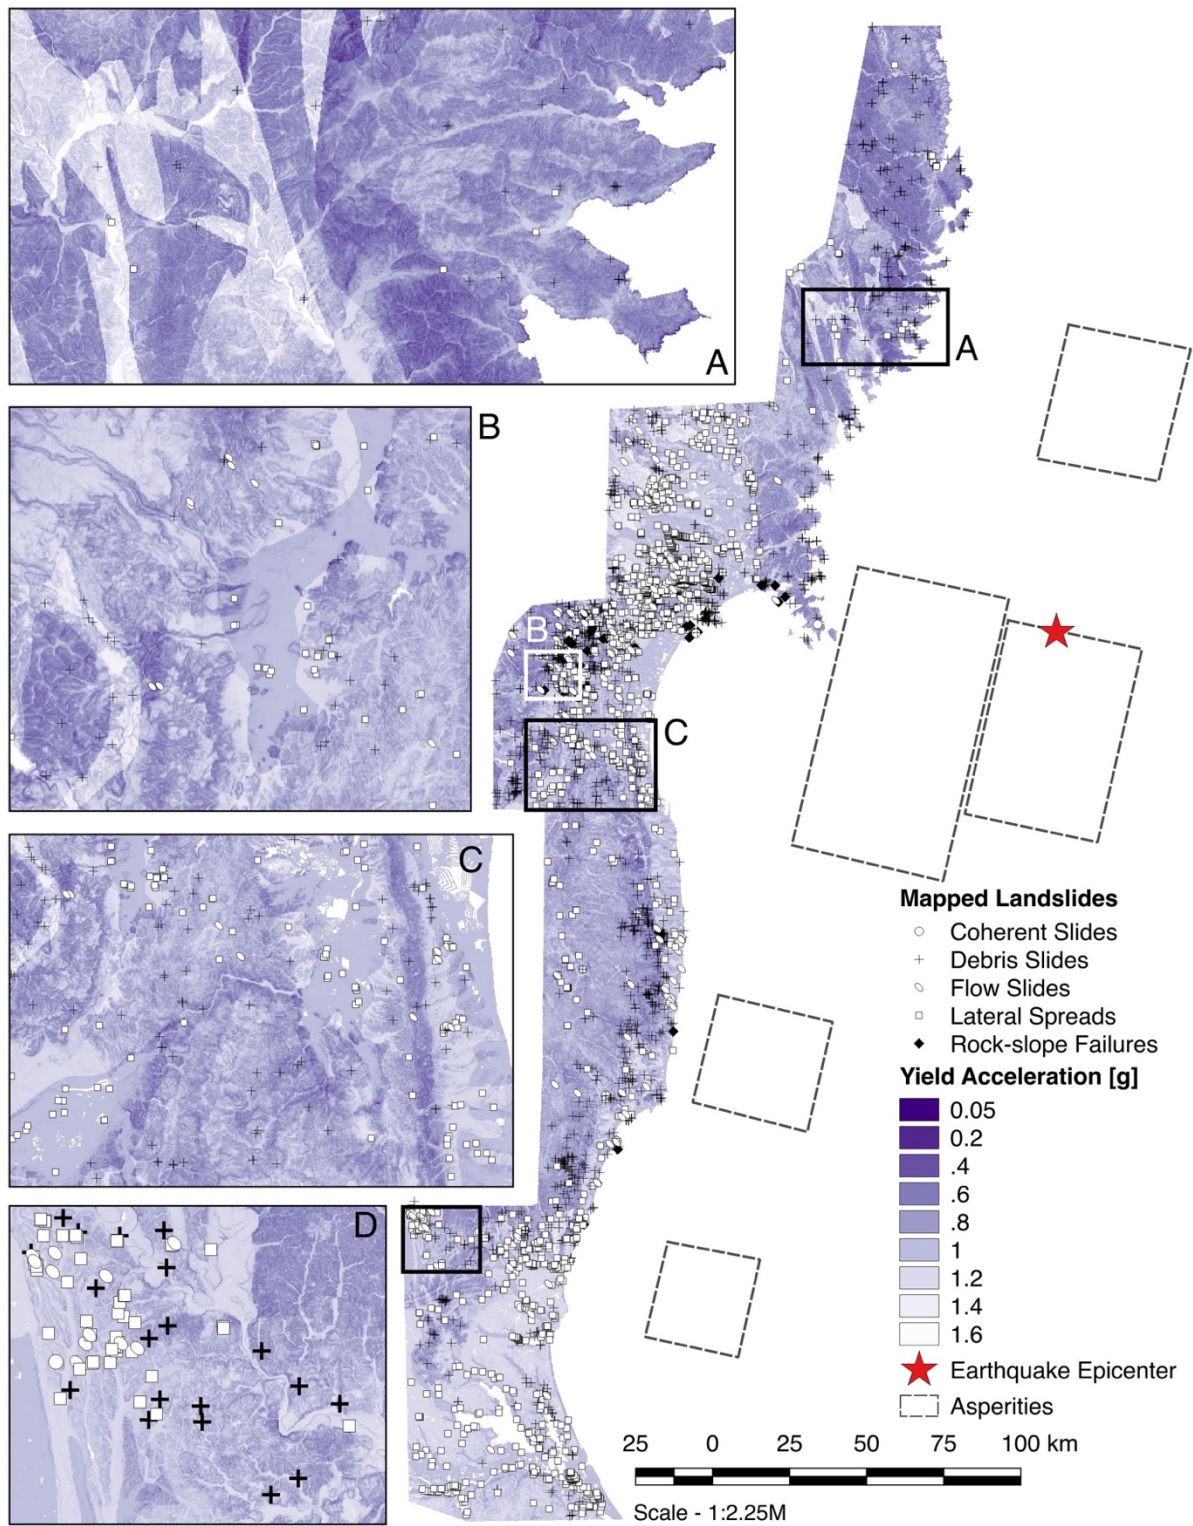 A
B
C
D
A
B
C
Mapped Landslides
Coherent Slides
Debris Slides
Flow Slides
Lateral Spreads
Rock-slope Failures
Yield Acceleration [g]
0.05
0.2
.4
.6
.8
1
1.2
1.4
1.6
Earthquake Epicenter
Asperities
25 0 25 50 75 100 km
Scale - 1:2.25M